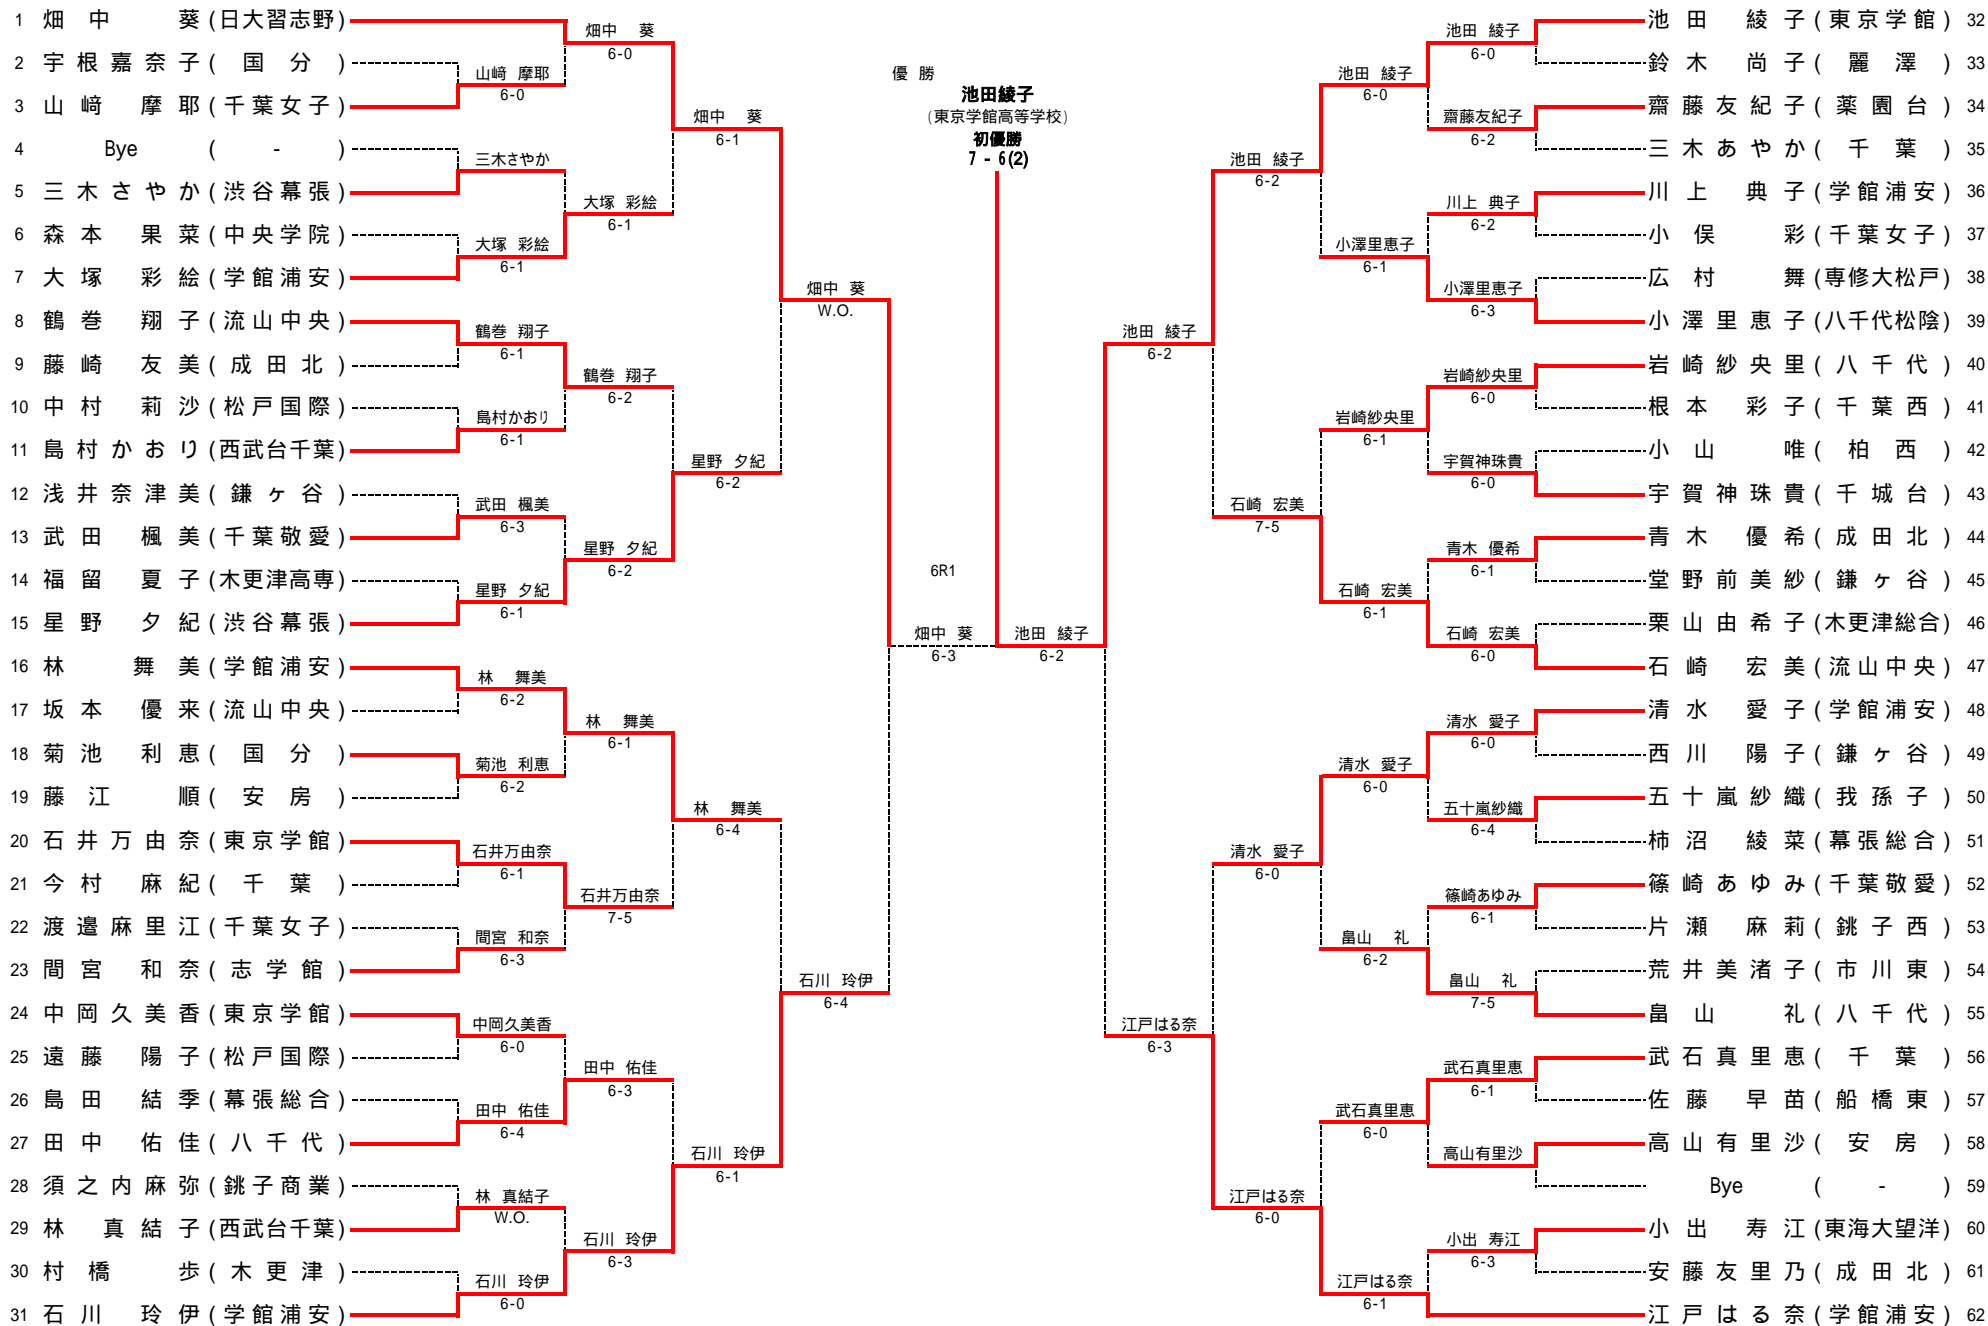 1 畑中 葵 (日大習志野)
2 宇根嘉奈子 (国分)
3 山﨑 摩耶 (千葉女子)
4 Bye ( - )
5 三木さやか (渋谷幕張)
6 森本 果菜 (中央学院)
7 大塚 彩絵 (学館浦安)
8 鶴巻 翔子 (流山中央)
9 藤崎 友美 (成田北)
10 中村 莉沙 (松戸国際)
11 島村かおり (西武台千葉)
12 浅井奈津美 (鎌ヶ谷)
13 武田 楓美 (千葉敬愛)
14 福留 夏子 (木更津高専)
15 星野 夕紀 (渋谷幕張)
16 林 舞美 (学館浦安)
17 坂本 優来 (流山中央)
18 菊池 利恵 (国分)
19 藤江 順 (安房)
20 石井万由奈 (東京学館)
21 今村 麻紀 (千葉)
22 渡邉麻里江 (千葉女子)
23 間宮 和奈 (志学館)
24 中岡久美香 (東京学館)
25 遠藤 陽子 (松戸国際)
26 島田 結季 (幕張総合)
27 田中 佑佳 (八千代)
28 須之内麻弥 (銚子商業)
29 林 真結子 (西武台千葉)
30 村橋 歩 (木更津)
31 石川 玲伊 (学館浦安)
山﨑 摩耶
6-0
三木さやか
大塚 彩絵
6-1
鶴巻 翔子
6-1
島村かおり
6-1
武田 楓美
6-3
星野 夕紀
6-1
林 舞美
6-2
菊池 利恵
6-2
石井万由奈
6-1
間宮 和奈
6-3
中岡久美香
6-0
田中 佑佳
6-4
林 真結子
W.O.
石川 玲伊
6-0
畑中 葵
6-0
大塚 彩絵
6-1
鶴巻 翔子
6-2
星野 夕紀
6-2
林 舞美
6-1
石井万由奈
7-5
田中 佑佳
6-3
石川 玲伊
6-3
畑中 葵
6-1
星野 夕紀
6-2
林 舞美
6-4
石川 玲伊
6-1
畑中 葵
W.O.
石川 玲伊
6-4
優 勝
池田綾子
(東京学館高等学校)
初優勝
7 - 6(2)
6R1
畑中 葵
6-3
池田 綾子
6-2
池田 綾子
6-2
江戸はる奈
6-3
池田 綾子
6-2
石崎 宏美
7-5
清水 愛子
6-0
江戸はる奈
6-0
池田 綾子
6-0
小澤里恵子
6-1
岩崎紗央里
6-1
石崎 宏美
6-1
清水 愛子
6-0
畠山 礼
6-2
武石真里恵
6-0
江戸はる奈
6-1
池田 綾子
6-0
齋藤友紀子
6-2
川上 典子
6-2
小澤里恵子
6-3
岩崎紗央里
6-0
宇賀神珠貴
6-0
青木 優希
6-1
石崎 宏美
6-0
清水 愛子
6-0
五十嵐紗織
6-4
篠崎あゆみ
6-1
畠山 礼
7-5
武石真里恵
6-1
高山有里沙
小出 寿江
6-3
池田 綾子 (東京学館) 32
鈴木 尚子 (麗澤) 33
齋藤友紀子 (薬園台) 34
三木あやか (千葉) 35
川上 典子 (学館浦安) 36
小俣 彩 (千葉女子) 37
広村 舞 (専修大松戸) 38
小澤里恵子 (八千代松陰) 39
岩崎紗央里 (八千代) 40
根本 彩子 (千葉西) 41
小山 唯 (柏西) 42
宇賀神珠貴 (千城台) 43
青木 優希 (成田北) 44
堂野前美紗 (鎌ヶ谷) 45
栗山由希子 (木更津総合) 46
石崎 宏美 (流山中央) 47
清水 愛子 (学館浦安) 48
西川 陽子 (鎌ヶ谷) 49
五十嵐紗織 (我孫子) 50
柿沼 綾菜 (幕張総合) 51
篠崎あゆみ (千葉敬愛) 52
片瀬 麻莉 (銚子西) 53
荒井美渚子 (市川東) 54
畠山 礼 (八千代) 55
武石真里恵 (千葉) 56
佐藤 早苗 (船橋東) 57
高山有里沙 (安房) 58
Bye ( - ) 59
小出 寿江 (東海大望洋) 60
安藤友里乃 (成田北) 61
江戸はる奈 (学館浦安) 62